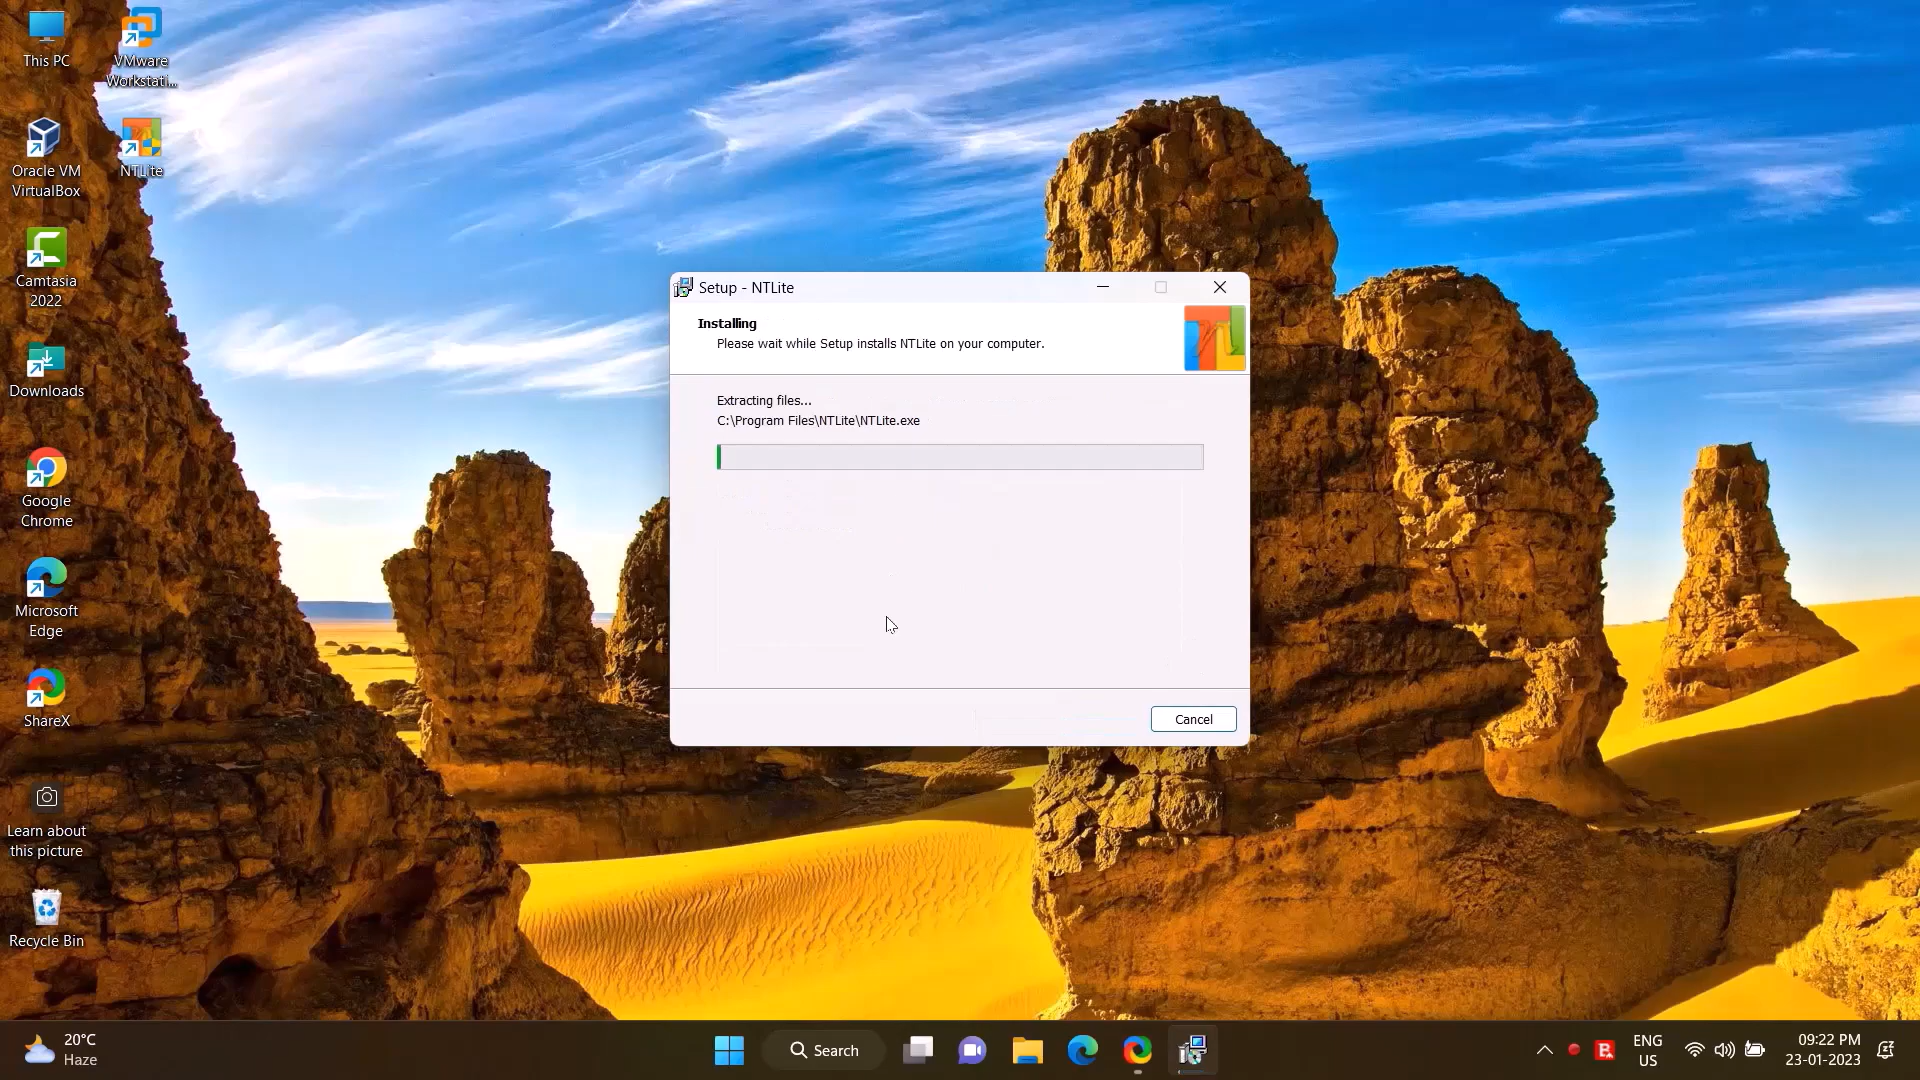 This PC
VMware
Workstati...
Oracle VM
VirtualBox
NTLite
Camtasia
2022
Downloads
Google
Chrome
Microsoft
Edge
ShareX
Learn about
this picture
Recycle Bin
Setup - NTLite
Installing
Please wait while Setup installs NTLite on your computer.
Extracting files...
C:\Program Files\NTLite\NTLite.exe
Cancel
20°C
Haze
Search
ENG
US
09:22 PM
23-01-2023